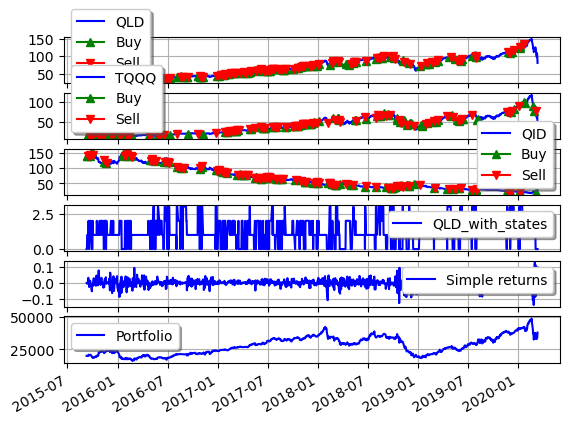 QLD
Buy
Sell
150
100
50
TQQQ
Buy
Sell
100
50
QID
Buy
Sell
150
100
50
QLD_with_states
2.5
0.0
Simple returns
0.1
0.0
−0.1
Portfolio
50000
25000
2015-07
2016-01
2016-07
2017-01
2017-07
2018-01
2018-07
2019-01
2019-07
2020-01